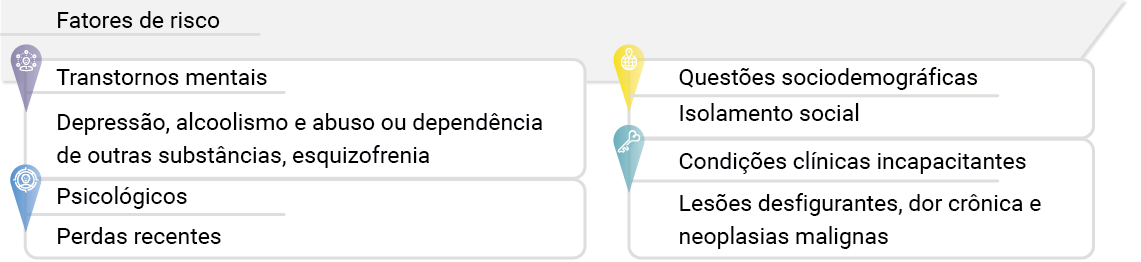 Fatores de risco
Transtornos mentais
Depressão, alcoolismo e abuso ou dependência
de outras substâncias, esquizofrenia
Psicológicos
Perdas recentes
Questões sociodemográficas
Isolamento social
Condições clínicas incapacitantes
Lesões desfigurantes, dor crônica e
neoplasias malignas